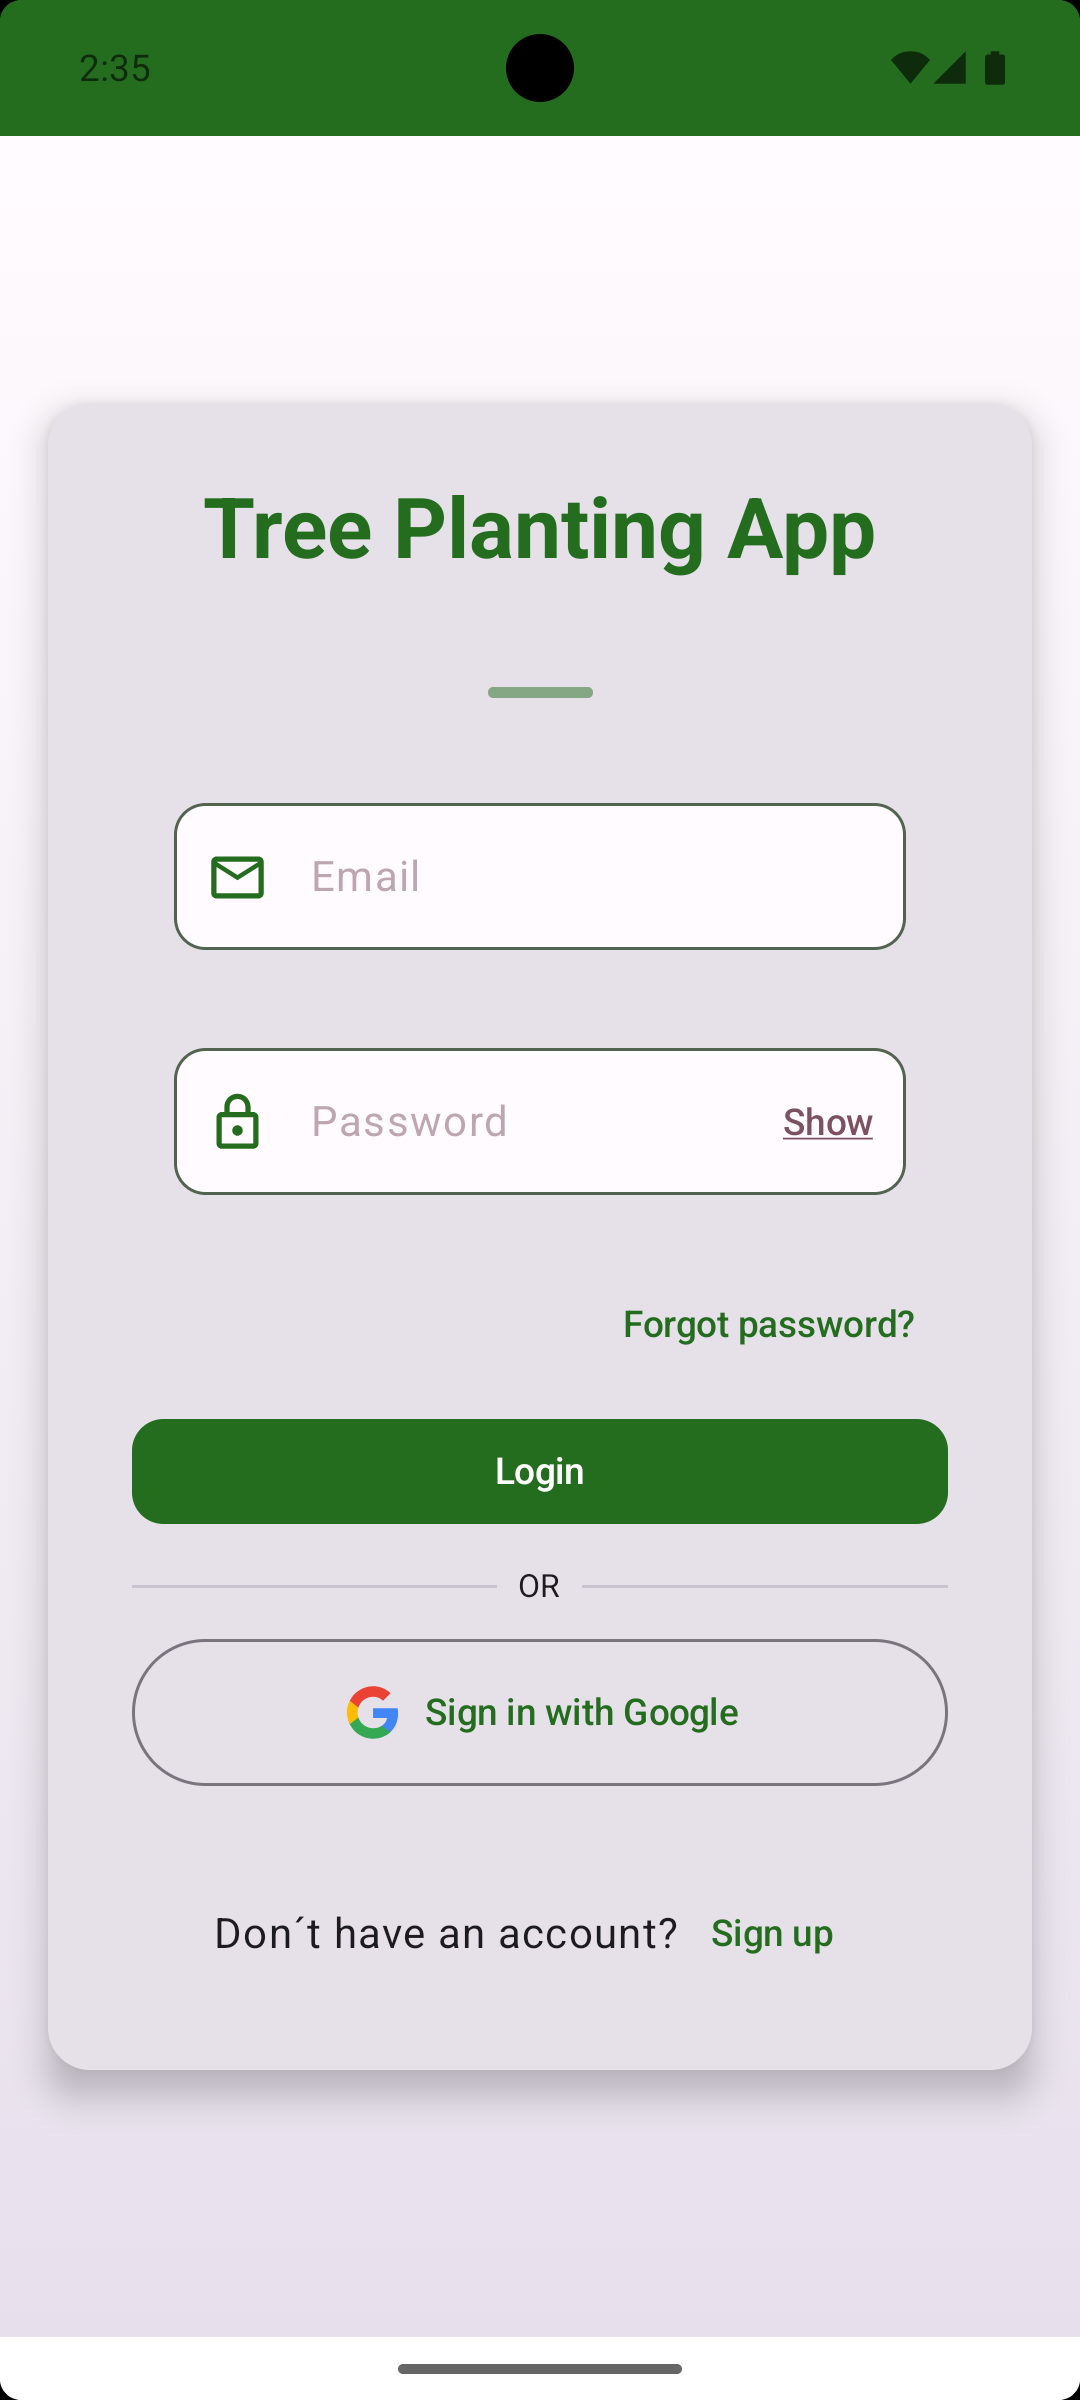 2:35
Tree Planting App
Email
Password Show
Forgot password?
Login
OR
Sign in with Google
Don´t have an account? Sign up